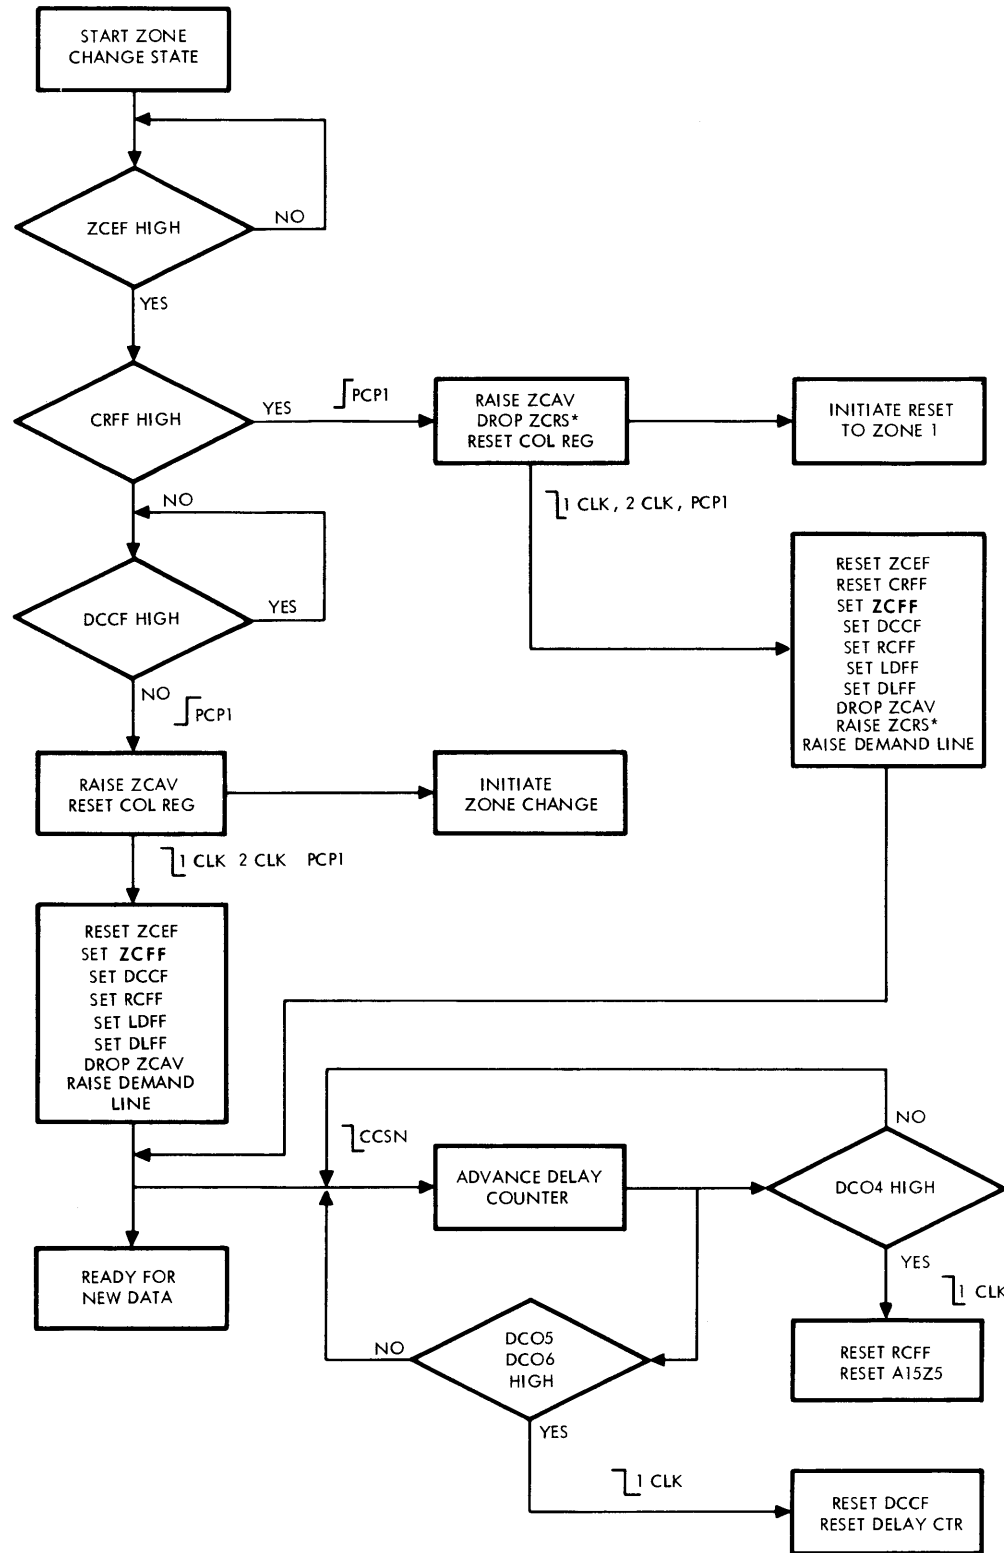 START ZONE
CHANGE STATE
ZCEF HIGH
NO
YES
CRFF HIGH
YES
PCP1
RAISE ZCAV
DROP ZCRS*
RESET COL REG
INITIATE RESET
TO ZONE 1
NO
1 CLK, 2 CLK, PCP1
DCCF HIGH
YES
RESET ZCEF
RESET CRFF
SET ZCFF
SET DCCF
SET RCFF
SET LDFF
SET DLFF
DROP ZCAV
RAISE ZCRS*
RAISE DEMAND LINE
NO
PCP1
RAISE ZCAV
RESET COL REG
INITIATE
ZONE CHANGE
1 CLK 2 CLK PCP1
RESET ZCEF
SET ZCFF
SET DCCF
SET RCFF
SET LDFF
SET DLFF
DROP ZCAV
RAISE DEMAND
LINE
CCSN
NO
ADVANCE DELAY
COUNTER
DCO4 HIGH
YES
1 CLK
READY FOR
NEW DATA
NO
DCO5
DCO6
HIGH
RESET RCFF
RESET A15Z5
YES
1 CLK
RESET DCCF
RESET DELAY CTR